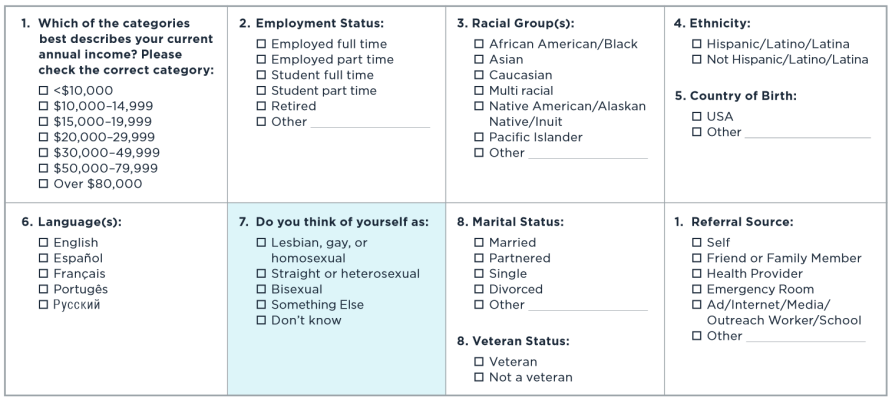 1. Which of the categories
best describes your current
annual income? Please
check the correct category:
<$10,000
$10,000–14,999
$15,000–19,999
$20,000–29,999
$30,000–49,999
$50,000–79,999
Over $80,000
2. Employment Status:
Employed full time
Employed part time
Student full time
Student part time
Retired
Other
3. Racial Group(s):
African American/Black
Asian
Caucasian
Multi racial
Native American/Alaskan
Native/Inuit
Pacific Islander
Other
4. Ethnicity:
Hispanic/Latino/Latina
Not Hispanic/Latino/Latina
5. Country of Birth:
USA
Other
6. Language(s):
English
Español
Français
Portugês
Русский
7. Do you think of yourself as:
Lesbian, gay, or
homosexual
Straight or heterosexual
Bisexual
Something Else
Don't know
8. Marital Status:
Married
Partnered
Single
Divorced
Other
8. Veteran Status:
Veteran
Not a veteran
1. Referral Source:
Self
Friend or Family Member
Health Provider
Emergency Room
Ad/Internet/Media/
Outreach Worker/School
Other